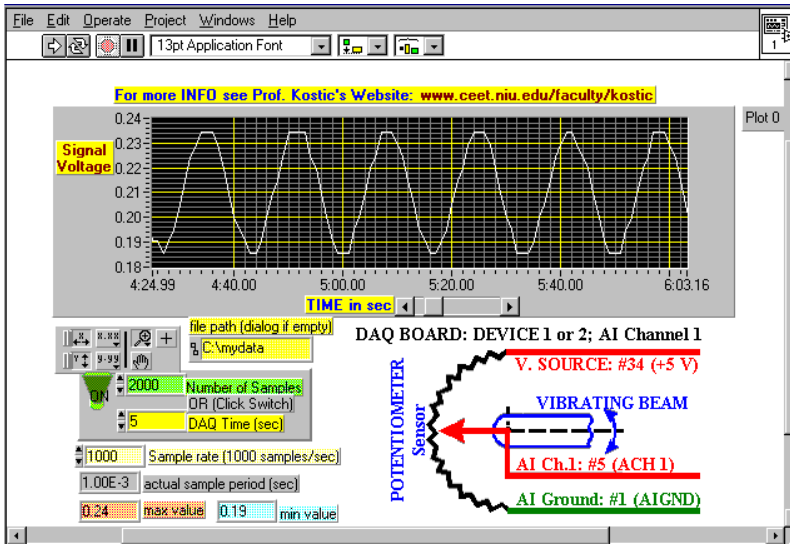 File Edit Operate Project Windows Help
13pt Application Font
1
For more INFO see Prof. Kostic's Website: www.ceet.niu.edu/faculty/kostic
Plot 0
Signal
Voltage
0.24
0.23
0.22
0.21
0.20
0.19
0.18
4:24.99 4:40.00 5:00.00 5:20.00 5:40.00 6:03.16
TIME in sec
file path (dialog if empty)
C:\mydata
X.XX
Y.YY
ON
2000 Number of Samples
OR (Click Switch)
5 DAQ Time (sec)
1000 Sample rate (1000 samples/sec)
1.00E-3 actual sample period (sec)
0.24 max value 0.19 min value
DAQ BOARD: DEVICE 1 or 2; AI Channel 1
V. SOURCE: #34 (+5 V)
POTENTIOMETER
Sensor
VIBRATING BEAM
AI Ch.1: #5 (ACH 1)
AI Ground: #1 (AIGND)